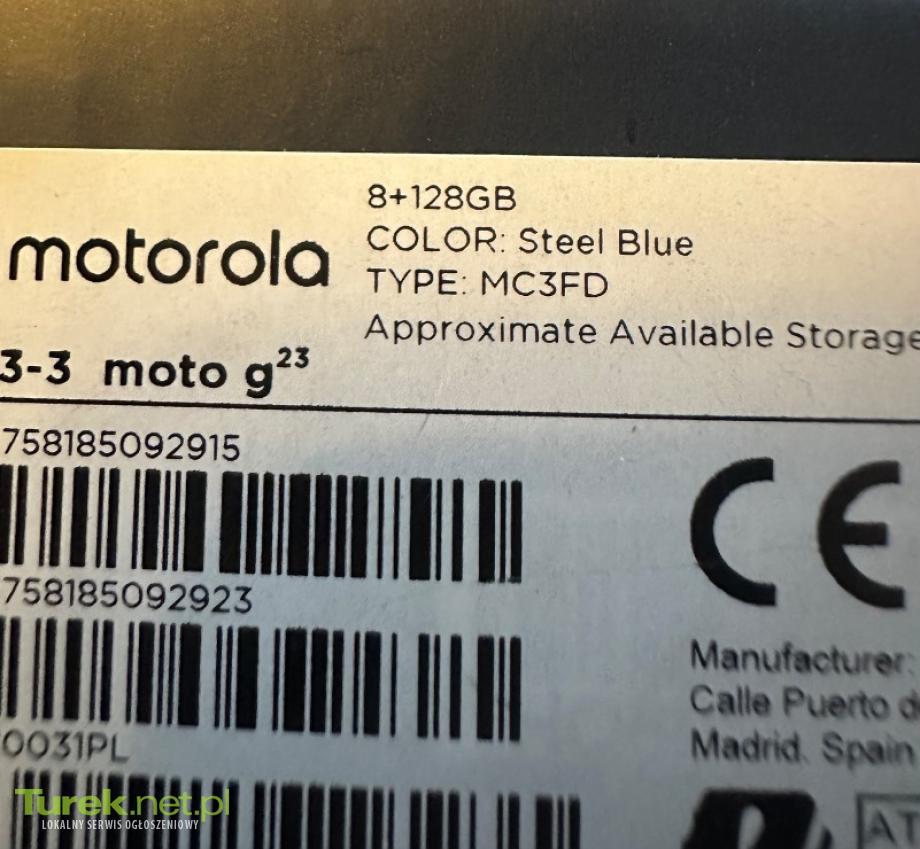 8+128GB
motorola
COLOR: Steel Blue
TYPE: MC3FD
Approximate Available Storage
3-3 moto g23
758185092915
CE
758185092923
Manufacturer:
Calle Puerto d
Madrid. Spain
0031PL
AT
Turek.net.pl
LOKALNY SERWIS OGŁOSZENIOWY